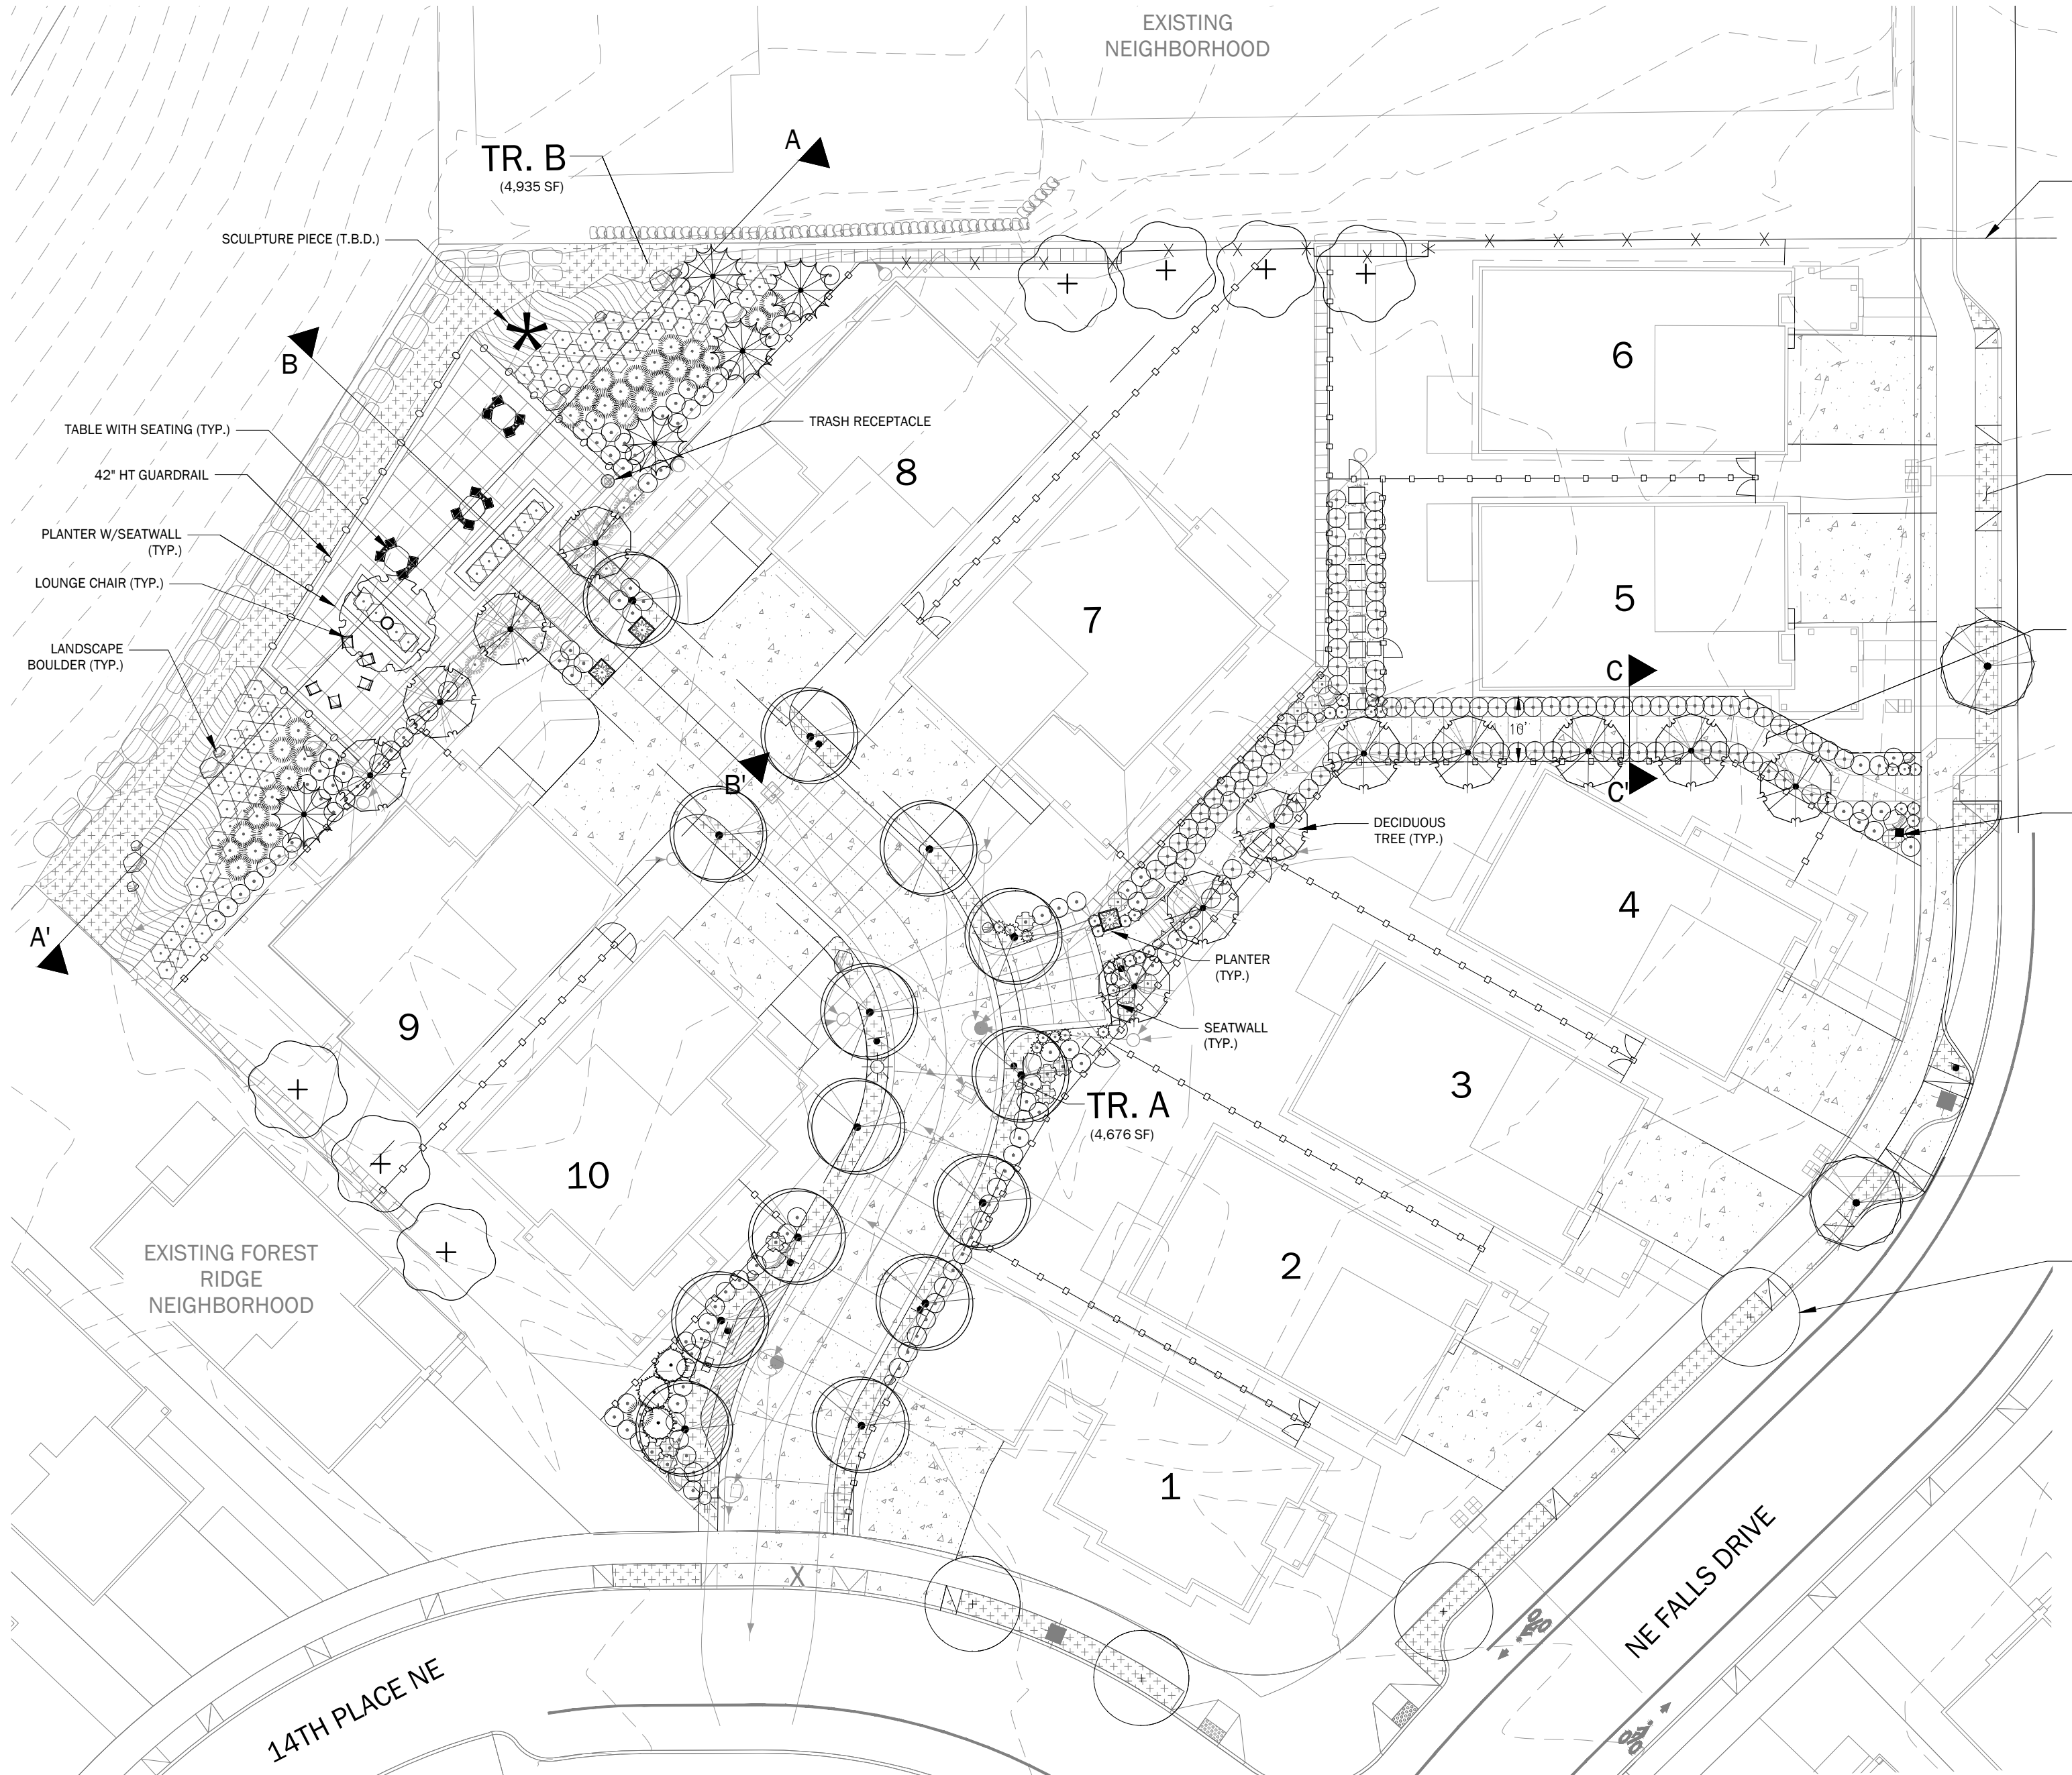 EXISTING
NEIGHBORHOOD
A
TR. B
(4,935 SF)
SCULPTURE PIECE (T.B.D.)
B
6
TABLE WITH SEATING (TYP.)
TRASH RECEPTACLE
42" HT GUARDRAIL
8
PLANTER W/SEATWALL
(TYP.)
LOUNGE CHAIR (TYP.)
5
7
LANDSCAPE
BOULDER (TYP.)
C
10'
B'
C'
DECIDUOUS
TREE (TYP.)
4
A'
PLANTER
(TYP.)
9
SEATWALL
(TYP.)
3
TR. A
(4,676 SF)
10
EXISTING FOREST
RIDGE
NEIGHBORHOOD
2
1
NE FALLS DRIVE
14TH PLACE NE